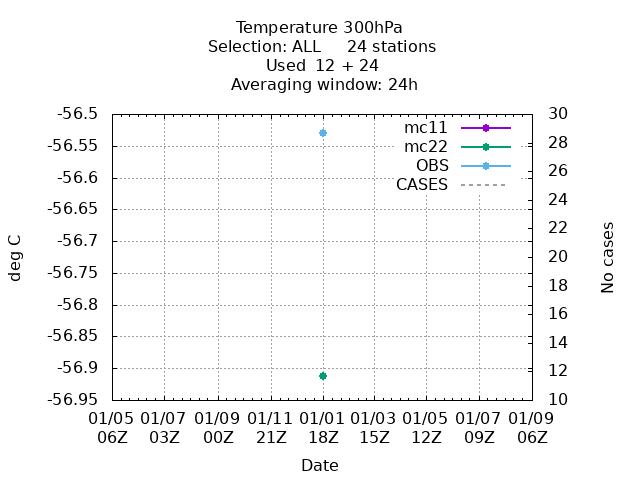 Temperature 300hPa
Selection: ALL     24 stations
Used  12 + 24
Averaging window: 24h
-56.5
-56.55
-56.6
-56.65
-56.7
-56.75
-56.8
-56.85
-56.9
-56.95
deg C
30
28
26
24
22
20
18
16
14
12
10
No cases
mc11
mc22
OBS
CASES
01/05 01/07 01/09 01/11 01/01 01/03 01/05 01/07 01/09
06Z 03Z 00Z 21Z 18Z 15Z 12Z 09Z 06Z
Date